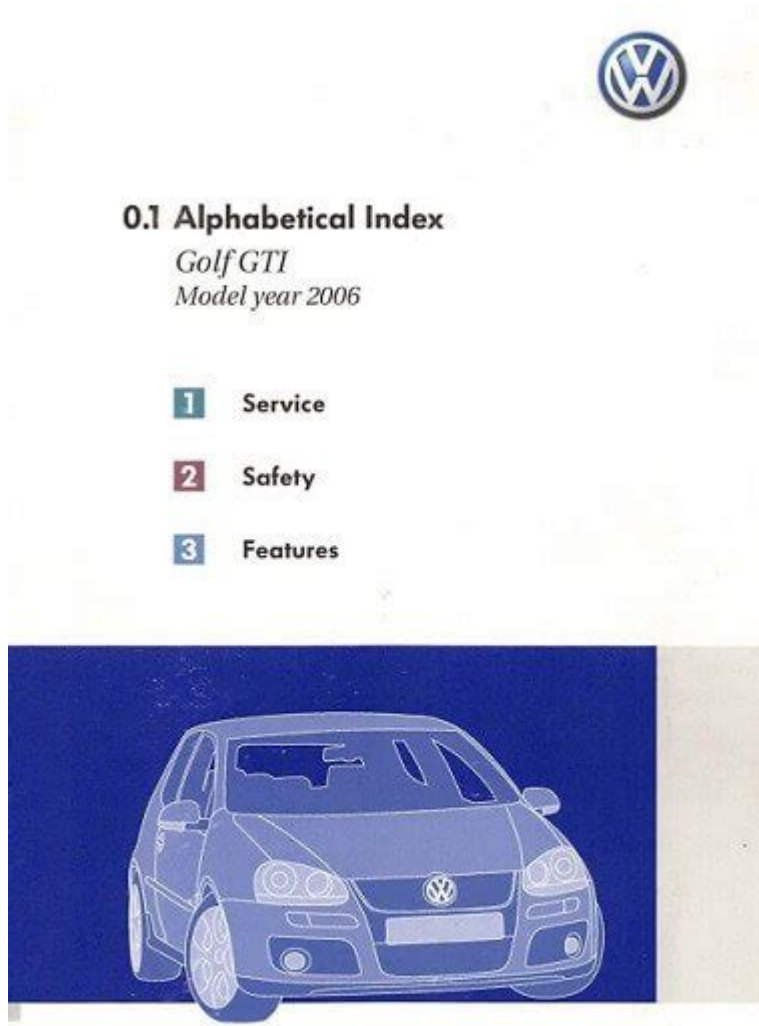 0.1 Alphabetical Index
Golf GTI
Model year 2006
1 Service
2 Safety
3 Features